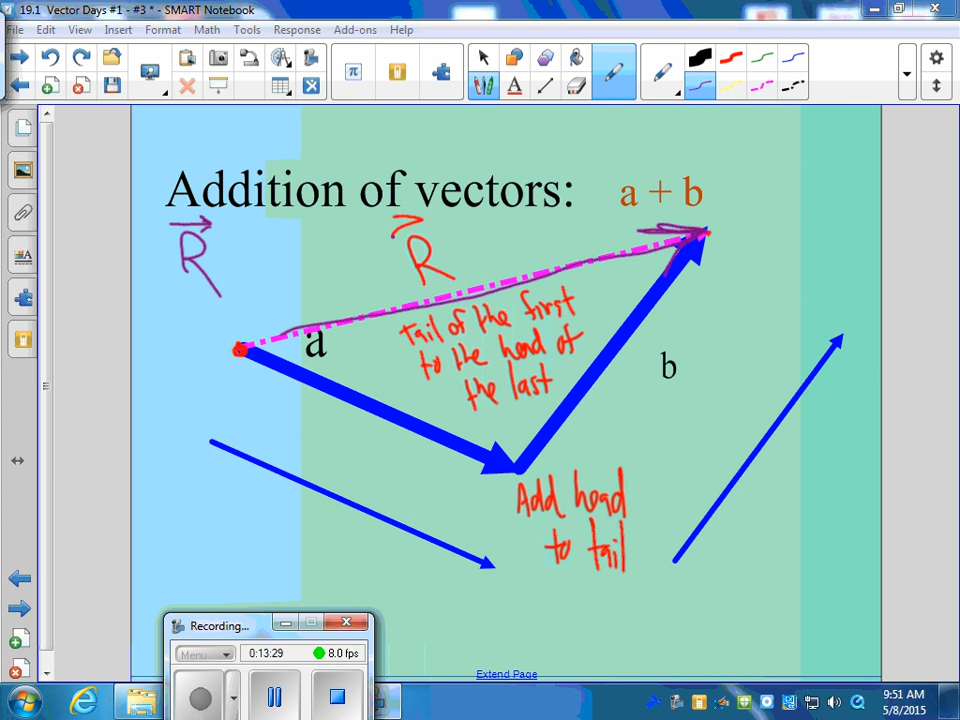 19.1 Vector Days #1 - #3 * - SMART Notebook
File Edit View Insert Format Math Tools Response Add-ons Help
Addition of vectors: a + b
R
R
tail of the first
to the head of
the last
a
b
Add head
to tail
Recording...
Menu 0:13:29 8.0 fps
Extend Page
9:51 AM
5/8/2015